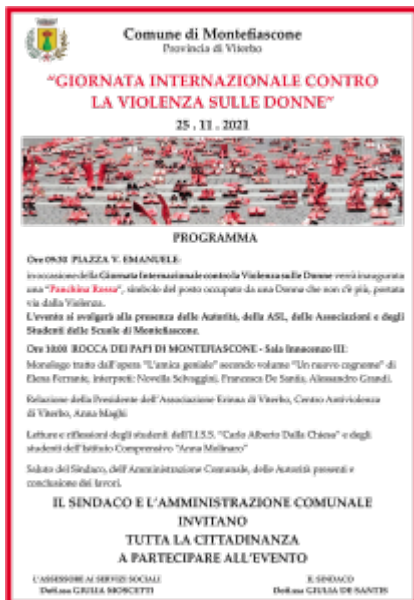 Comune di Montefiascone
Provincia di Viterbo
“GIORNATA INTERNAZIONALE CONTRO
LA VIOLENZA SULLE DONNE”
25 . 11 . 2021
PROGRAMMA
Ore 09:30 PIAZZA V. EMANUELE:
in occasione della Giornata Internazionale contro la Violenza sulle Donne verrà inaugurata
una “Panchina Rossa”, simbolo del posto occupato da una Donna che non c'è più, portata
via dalla Violenza.
L'evento si svolgerà alla presenza delle Autorità, della ASL, delle Associazioni e degli
Studenti delle Scuole di Montefiascone.
Ore 10:00 ROCCA DEI PAPI DI MONTEFIASCONE - Sala Innocenzo III:
Monologo tratto dall'opera “L'amica geniale” secondo volume “Un nuovo cognome” di
Elena Ferrante, interpreti: Novella Selvaggini, Francesca De Santis, Alessandro Grandi.
Relazione della Presidente dell'Associazione Erinna di Viterbo, Centro Antiviolenza
di Viterbo, Anna Maghi
Letture e riflessioni degli studenti dell'I.I.S.S. “Carlo Alberto Dalla Chiesa” e degli
studenti dell'Istituto Comprensivo “Anna Molinaro”
Saluto del Sindaco, dell'Amministrazione Comunale, delle Autorità presenti e
conclusione dei lavori.
IL SINDACO E L'AMMINISTRAZIONE COMUNALE
INVITANO
TUTTA LA CITTADINANZA
A PARTECIPARE ALL'EVENTO
L'ASSESSORE AI SERVIZI SOCIALI
Dott.ssa GIULIA MOSCETTI
IL SINDACO
Dott.ssa GIULIA DE SANTIS